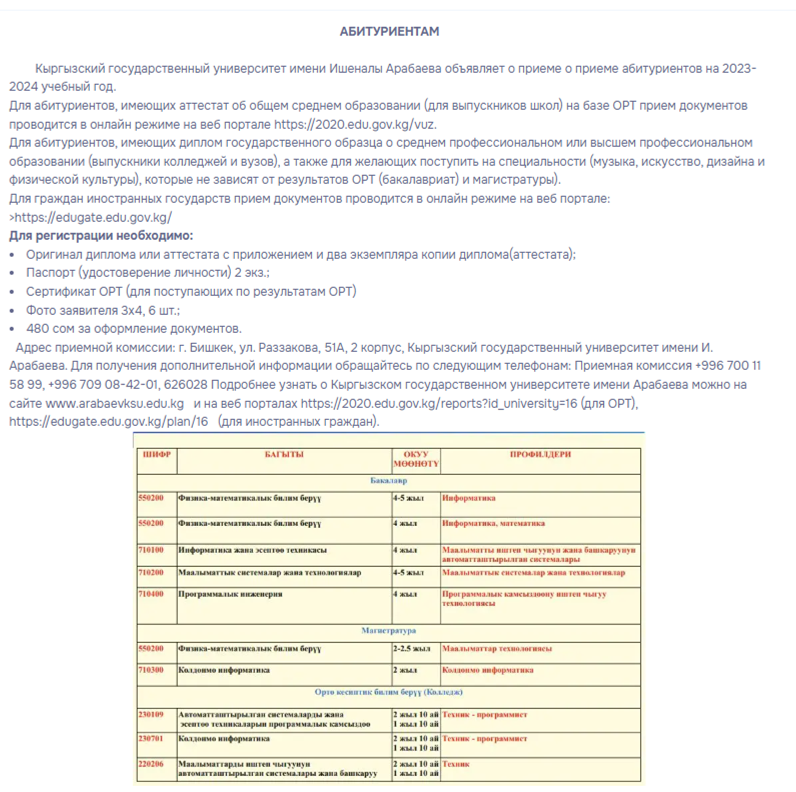 АБИТУРИЕНТАМ
Кыргызский государственный университет имени Ишеналы Арабаева объявляет о приеме о приеме абитуриентов на 2023-
2024 учебный год.
Для абитуриентов, имеющих аттестат об общем среднем образовании (для выпускников школ) на базе ОРТ прием документов
проводится в онлайн режиме на веб портале https://2020.edu.gov.kg/vuz.
Для абитуриентов, имеющих диплом государственного образца о среднем профессиональном или высшем профессиональном
образовании (выпускники колледжей и вузов), а также для желающих поступить на специальности (музыка, искусство, дизайна и
физической культуры), которые не зависят от результатов ОРТ (бакалавриат) и магистратуры).
Для граждан иностранных государств прием документов проводится в онлайн режиме на веб портале:
>https://edugate.edu.gov.kg/
Для регистрации необходимо:
• Оригинал диплома или аттестата с приложением и два экземпляра копии диплома(аттестата);
• Паспорт (удостоверение личности) 2 экз.;
• Сертификат ОРТ (для поступающих по результатам ОРТ)
• Фото заявителя 3х4, 6 шт.;
• 480 сом за оформление документов.
Адрес приемной комиссии: г. Бишкек, ул. Раззакова, 51А, 2 корпус, Кыргызский государственный университет имени И.
Арабаева. Для получения дополнительной информации обращайтесь по следующим телефонам: Приемная комиссия +996 700 11
58 99, +996 709 08-42-01, 626028 Подробнее узнать о Кыргызском государственном университете имени Арабаева можно на
сайте www.arabaevksu.edu.kg и на веб порталах https://2020.edu.gov.kg/reports?id_university=16 (для ОРТ),
https://edugate.edu.gov.kg/plan/16 (для иностранных граждан).
ШИФР БАГЫТЫ ОКУУ МӨӨНӨТҮ ПРОФИЛДЕРИ
Бакалавр
550200 Физика-математикалык билим берүү 4-5 жыл Информатика
550200 Физика-математикалык билим берүү 4 жыл Информатика, математика
710100 Информатика жана эсептөө техникасы 4 жыл Маалыматты иштеп чыгуунун жана башкаруунун
автоматташтырылган системалары
710200 Маалыматтык системалар жана технологиялар 4-5 жыл Маалыматтык системалар жана технологиялар
710400 Программалык инженерия 4 жыл Программалык камсыздоону иштеп чыгуу
технологиясы
Магистратура
550200 Физика-математикалык билим берүү 2-2.5 жыл Маалыматтар технологиясы
710300 Колдонмо информатика 2 жыл Колдонмо информатика
Орто кесиптик билим берүү (Колледж)
230109 Автоматташтырылган системаларды жана 2 жыл 10 ай Техник - программист
эсептөө техникаларын программалык камсыздоо 1 жыл 10 ай
230701 Колдонмо информатика 2 жыл 10 ай Техник - программист
1 жыл 10 ай
220206 Маалыматтарды иштеп чыгуунун 2 жыл 10 ай Техник
автоматташтырылган системалары жана башкаруу 1 жыл 10 ай